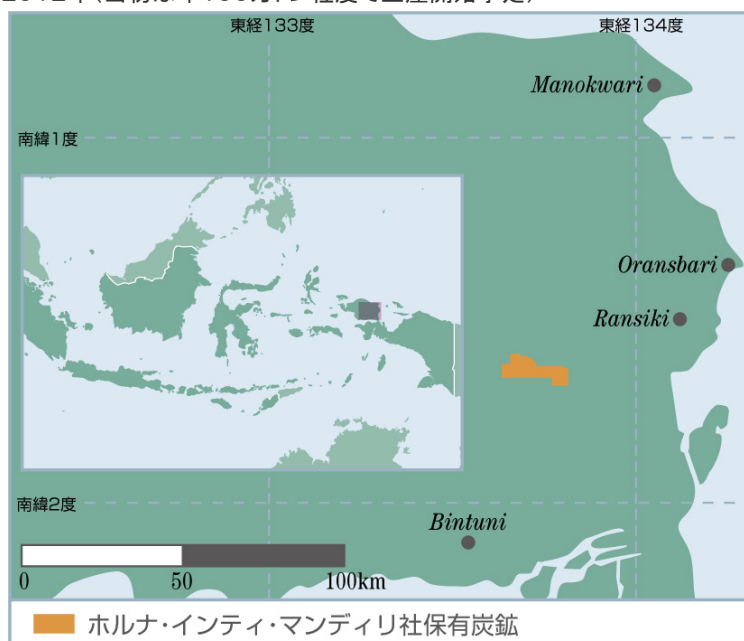 東経133度
東経134度
Manokwari
南緯1度
Oransbari
Ransiki
南緯2度
Bintuni
0 50 100km
ホルナ・インティ・マンディリ社保有炭鉱